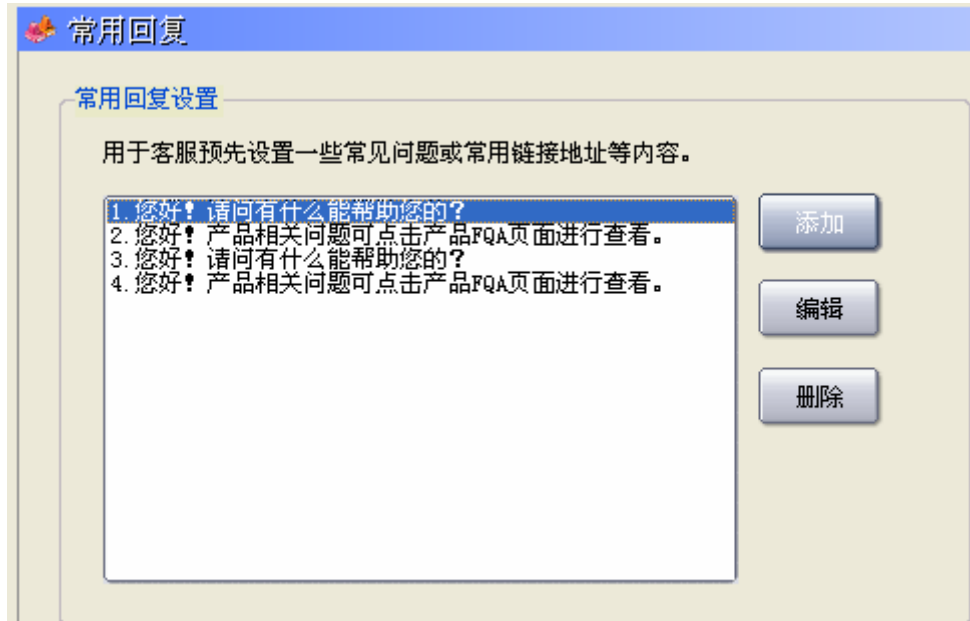 常用回复
常用回复设置
用于客服预先设置一些常见问题或常用链接地址等内容。
1.您好！请问有什么能帮助您的？
2.您好！产品相关问题可点击产品FQA页面进行查看。
3.您好！请问有什么能帮助您的？
4.您好！产品相关问题可点击产品FQA页面进行查看。
添加
编辑
删除